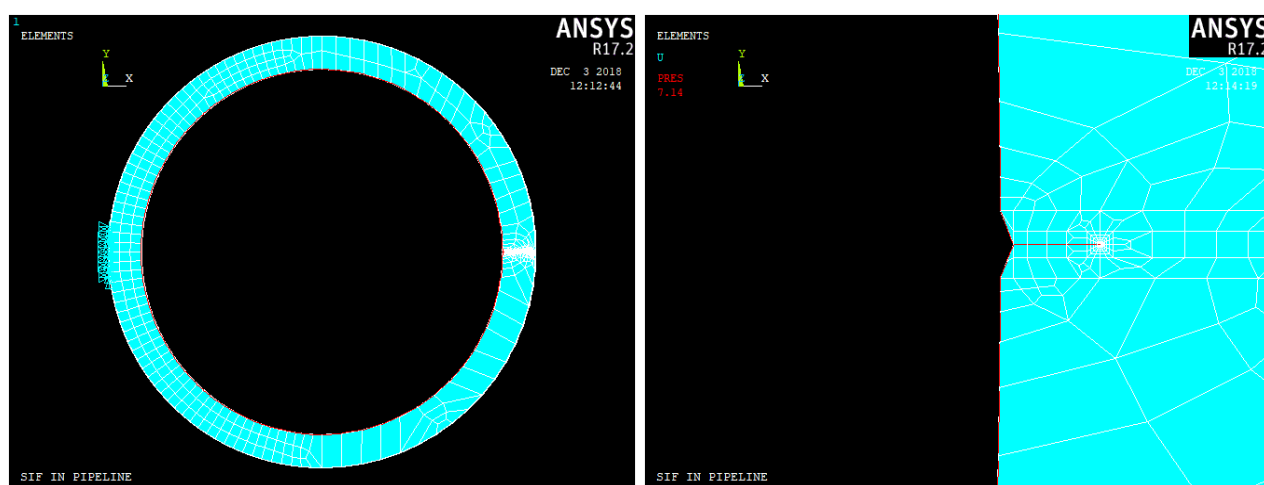 1
ELEMENTS
ANSYS
R17.2
Y
X
DEC 3 2018
12:12:44
SIF IN PIPELINE
ELEMENTS
U
PRES
7.14
ANSYS
R17.2
Y
X
DEC 3 2018
12:14:19
SIF IN PIPELINE